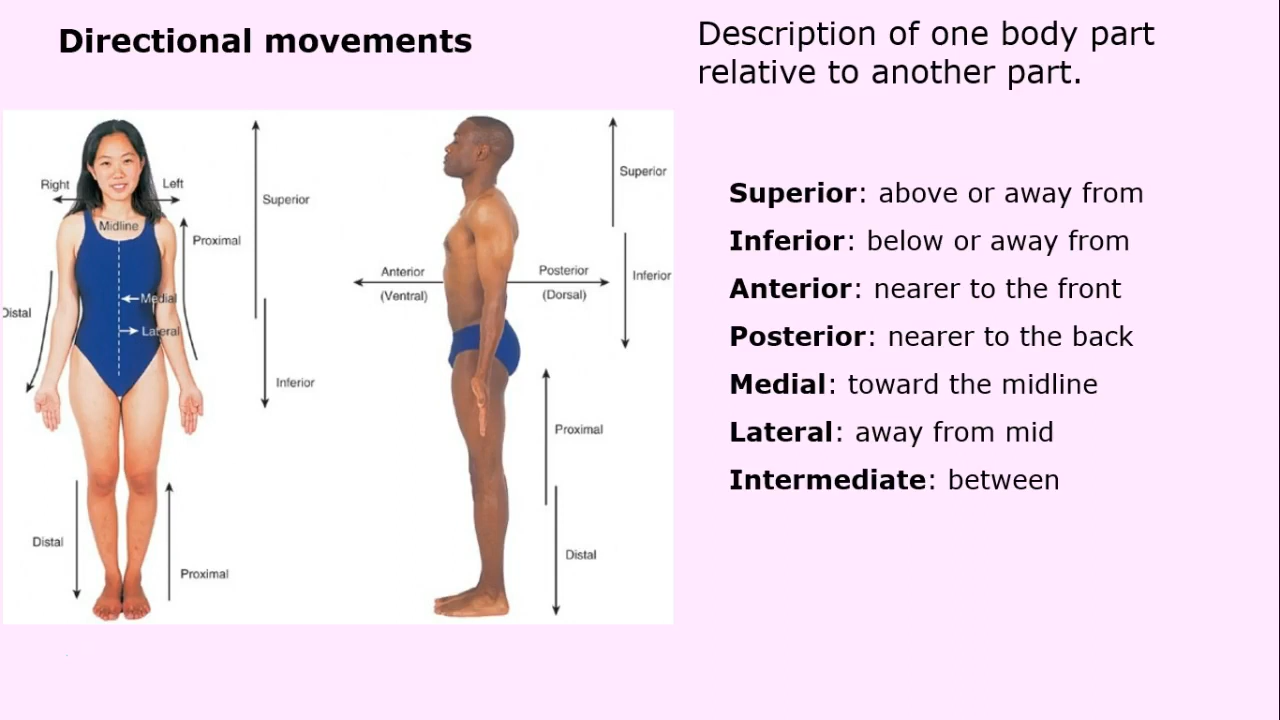 Directional movements
Description of one body part
relative to another part.
Right
Left
Midline
Proximal
Superior
Medial
Lateral
Distal
Inferior
Distal
Proximal
Superior
Anterior
(Ventral)
Posterior
(Dorsal)
Inferior
Proximal
Distal
Superior: above or away from
Inferior: below or away from
Anterior: nearer to the front
Posterior: nearer to the back
Medial: toward the midline
Lateral: away from mid
Intermediate: between